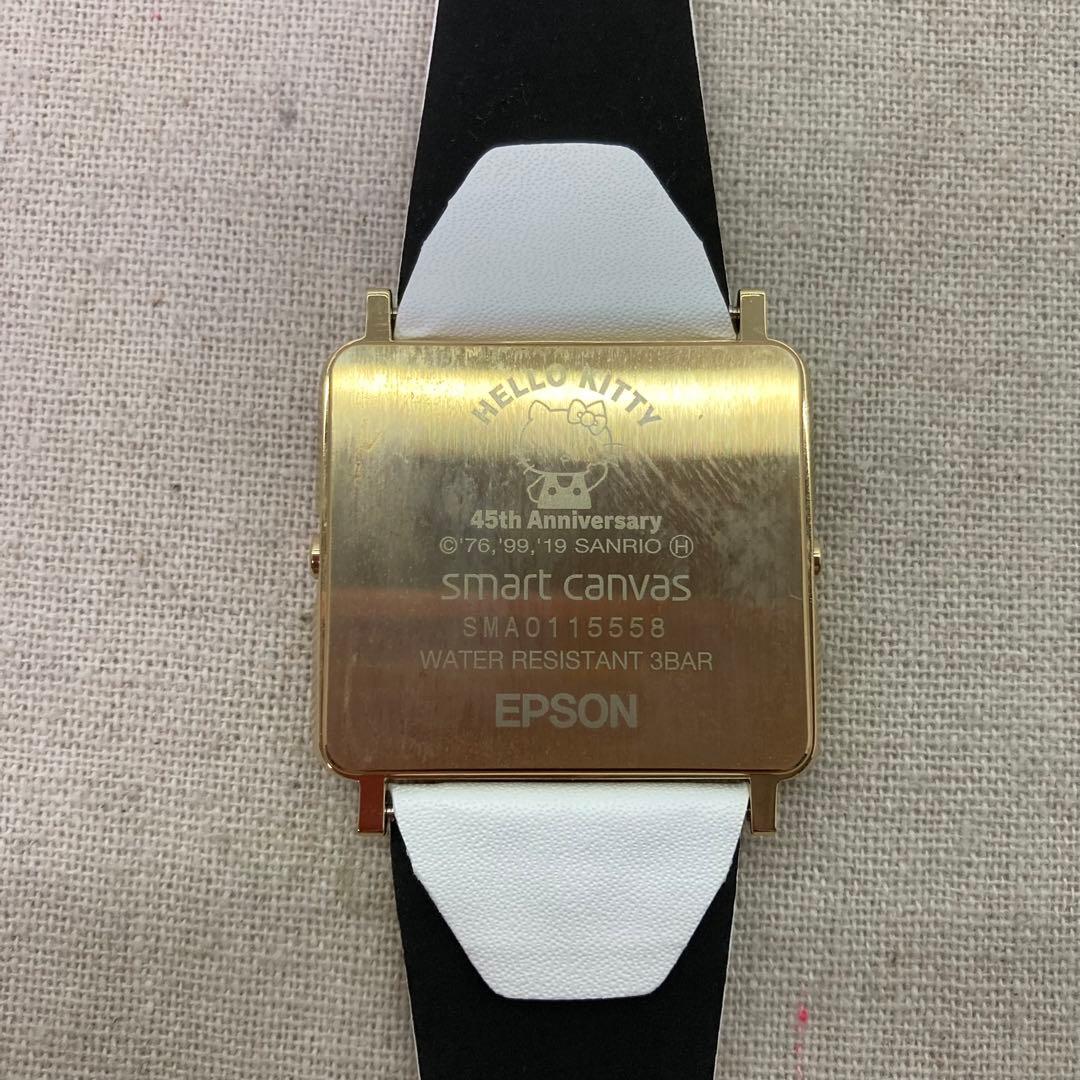 HELLO KITTY
45th Anniversary
©'76,'99,'19 SANRIO Ⓗ
smart canvas
SMA0115558
WATER RESISTANT 3BAR
EPSON